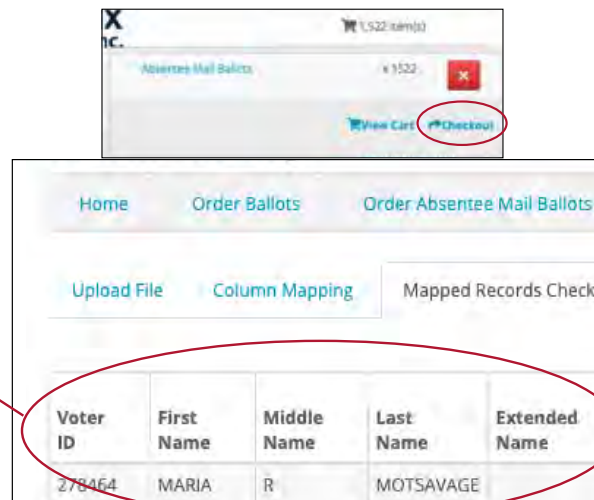 X
nc.
1,522 item(s)
Absentee Mail Ballots x 1522
View Cart Checkout
Home Order Ballots Order Absentee Mail Ballots
Upload File Column Mapping Mapped Records Check
Voter ID First Name Middle Name Last Name Extended Name
278464 MARIA R MOTSAVAGE